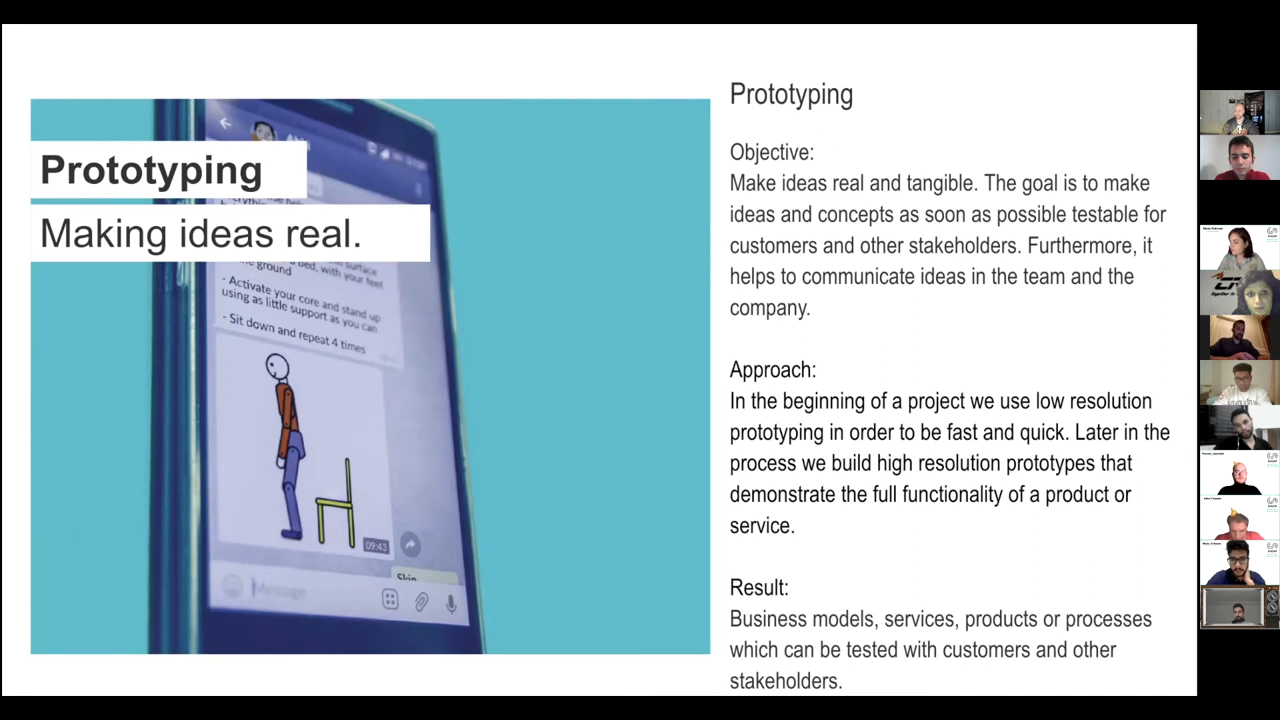 Prototyping
Making ideas real.
the ground
- Activate your core and stand up
using as little support as you can
- Sit down and repeat 4 times
09:43
Skip
Message
Prototyping
Objective:
Make ideas real and tangible. The goal is to make
ideas and concepts as soon as possible testable for
customers and other stakeholders. Furthermore, it
helps to communicate ideas in the team and the
company.
Approach:
In the beginning of a project we use low resolution
prototyping in order to be fast and quick. Later in the
process we build high resolution prototypes that
demonstrate the full functionality of a product or
service.
Result:
Business models, services, products or processes
which can be tested with customers and other
stakeholders.